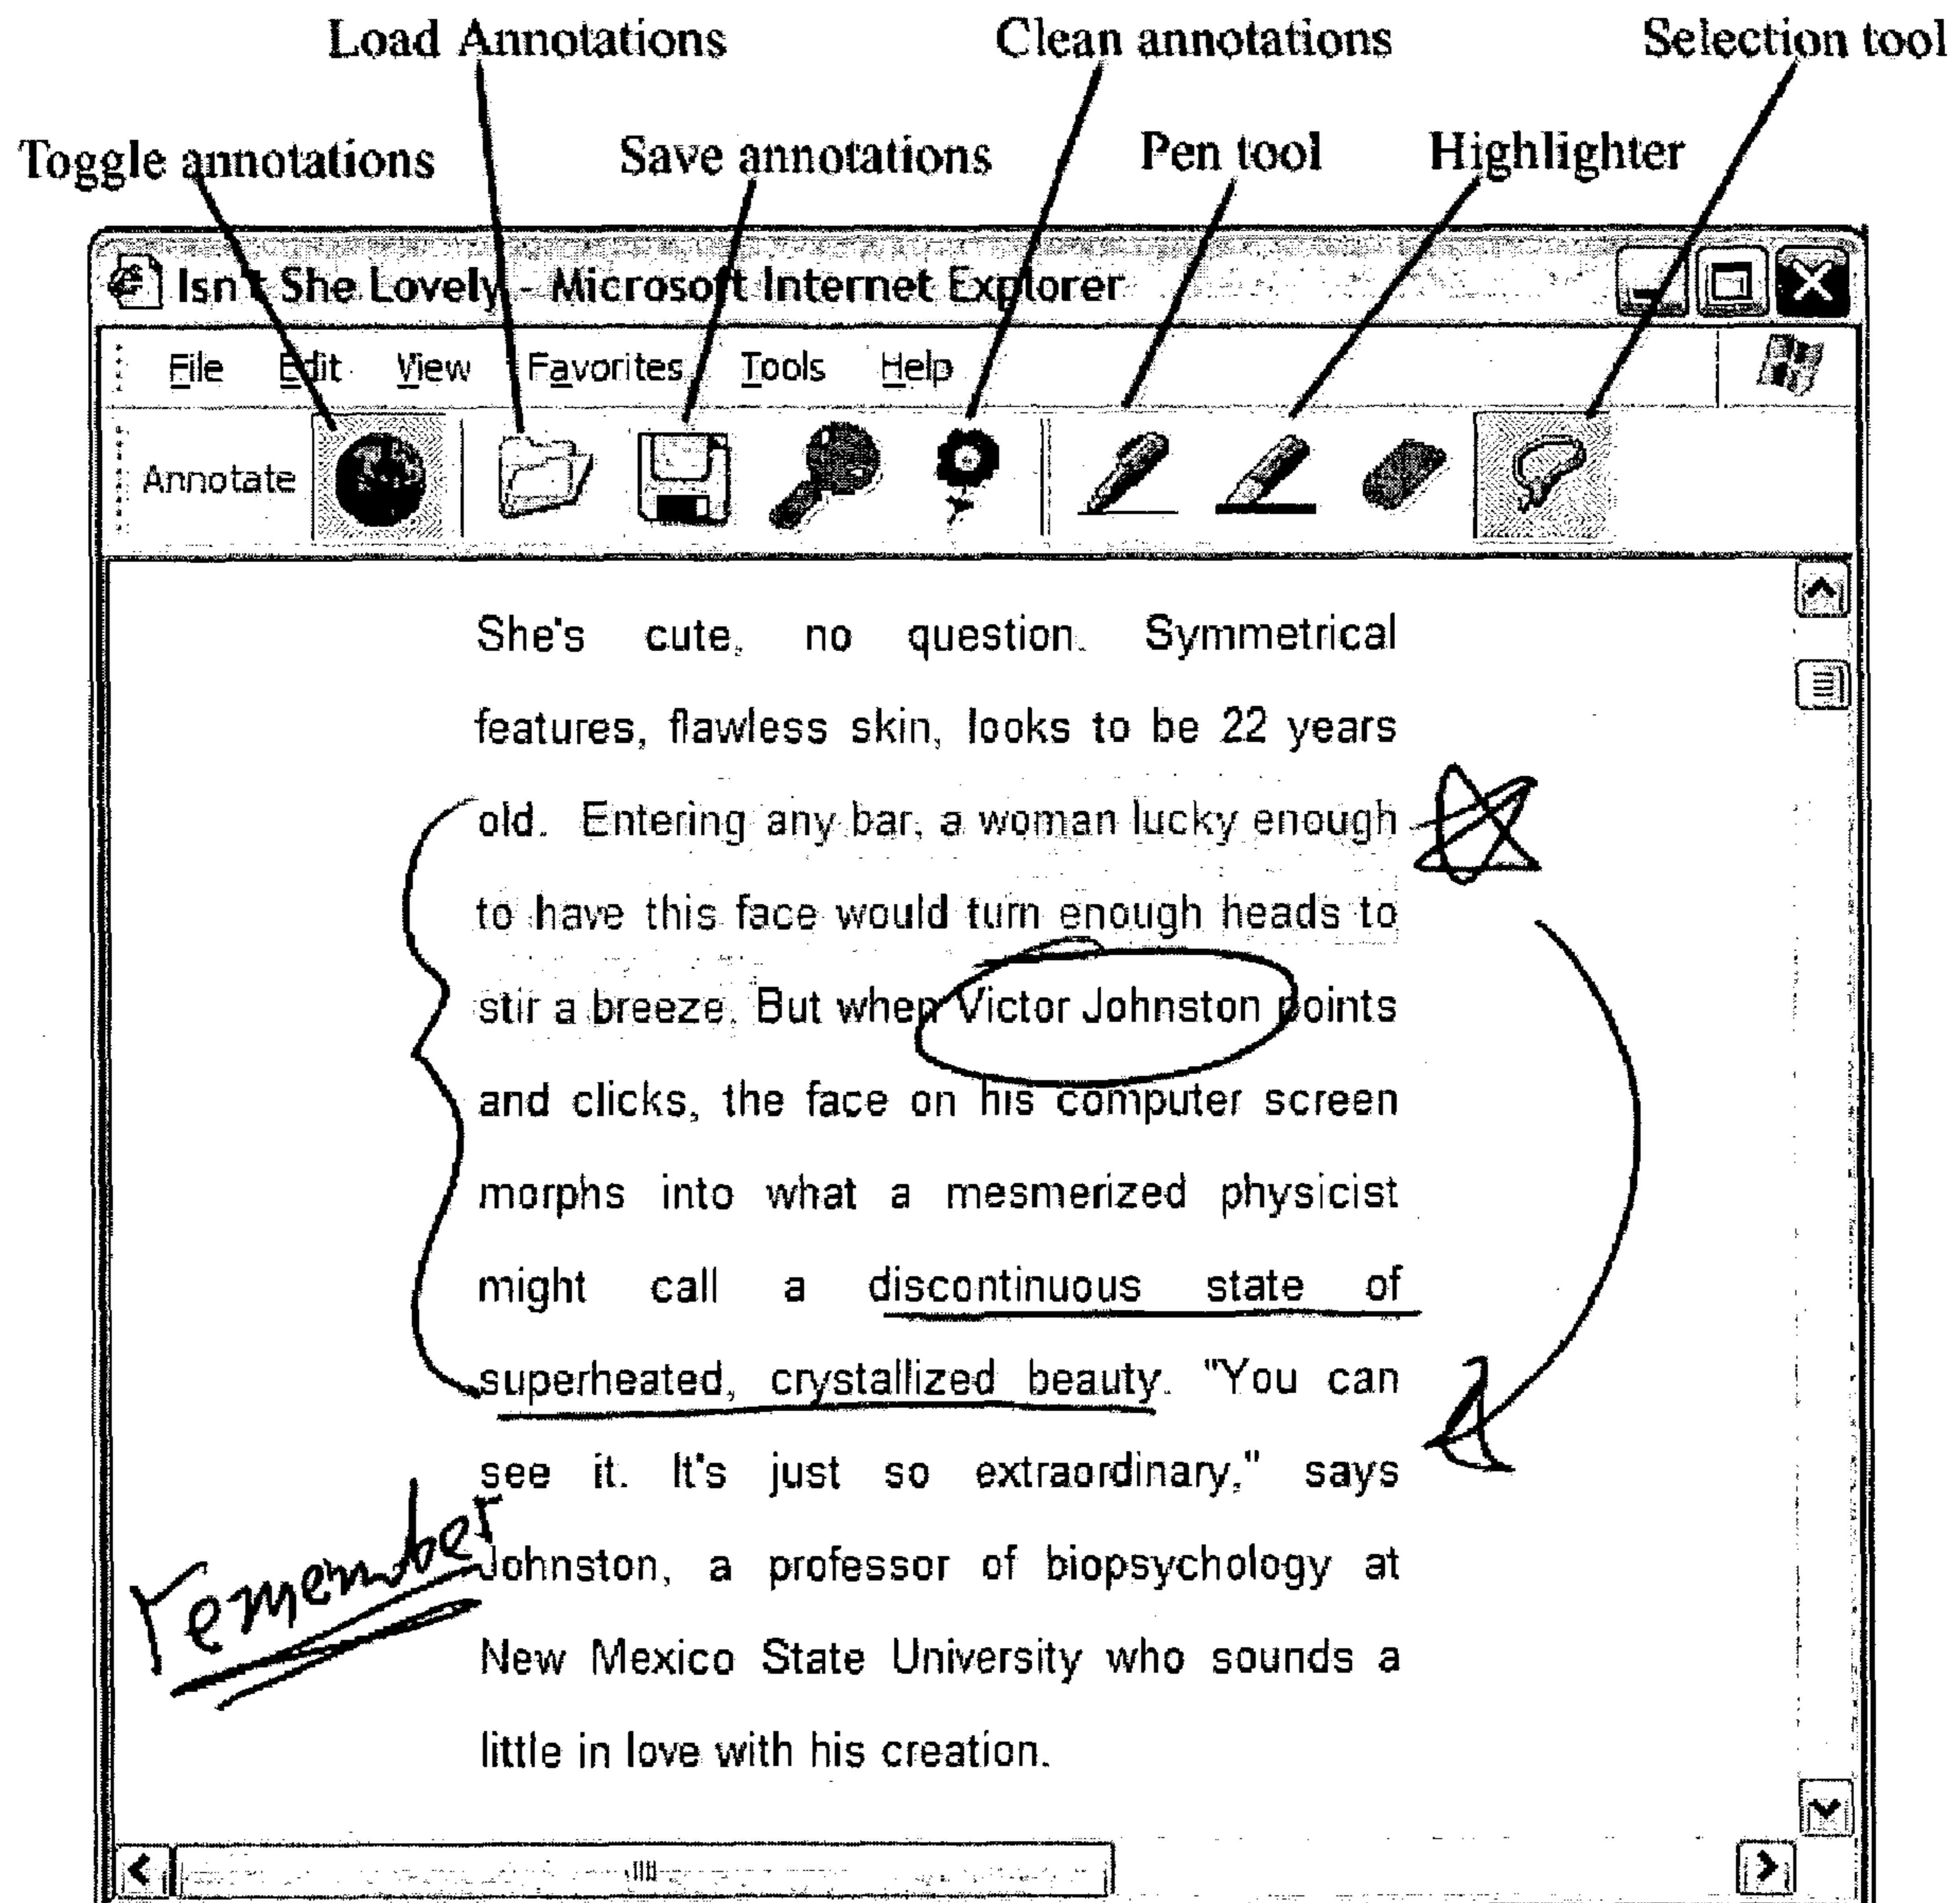 Load Annotations Clean annotations Selection tool
Toggle annotations Save annotations Pen tool Highlighter
Isn't She Lovely - Microsoft Internet Explorer
File Edit View Favorites Tools Help
Annotate
She's cute, no question. Symmetrical
features, flawless skin, looks to be 22 years
old. Entering any bar, a woman lucky enough
to have this face would turn enough heads to
stir a breeze. But when Victor Johnston points
and clicks, the face on his computer screen
morphs into what a mesmerized physicist
might call a discontinuous state of
superheated, crystallized beauty. "You can
see it. It's just so extraordinary," says
Johnston, a professor of biopsychology at
New Mexico State University who sounds a
little in love with his creation.
remember